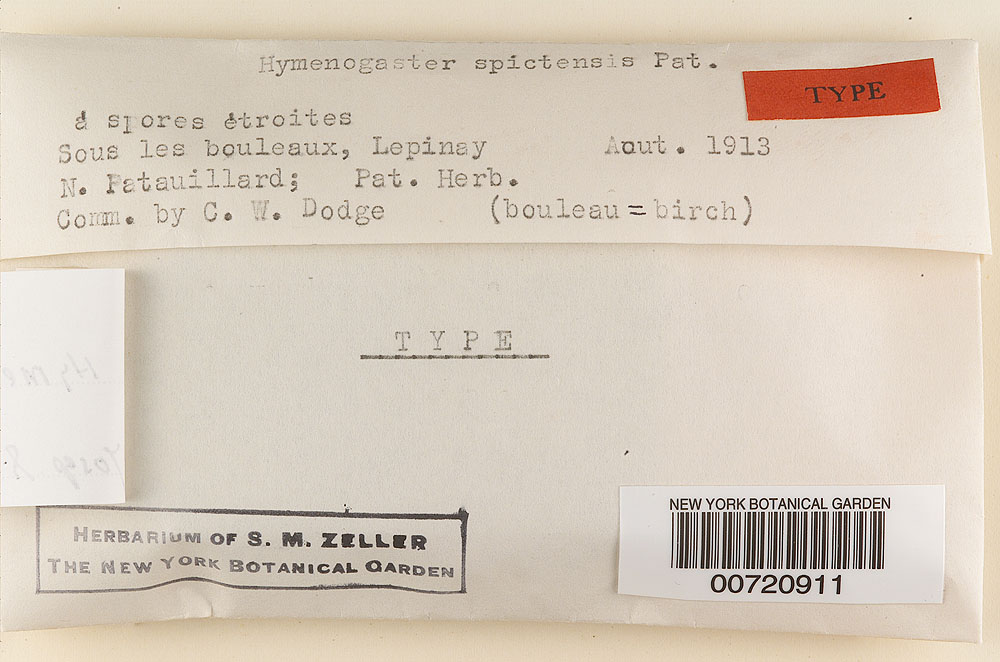 Hymenogaster spictensis Pat.
TYPE
à spores étroites
Sous les bouleaux, Lepinay Aout. 1913
N. Patauillard; Pat. Herb.
Comm. by C. W. Dodge (bouleau = birch)
TYPE
HERBARIUM OF S. M. ZELLER
THE NEW YORK BOTANICAL GARDEN
NEW YORK BOTANICAL GARDEN
00720911